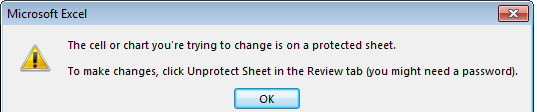 Microsoft Excel
The cell or chart you're trying to change is on a protected sheet.
To make changes, click Unprotect Sheet in the Review tab (you might need a password).
OK